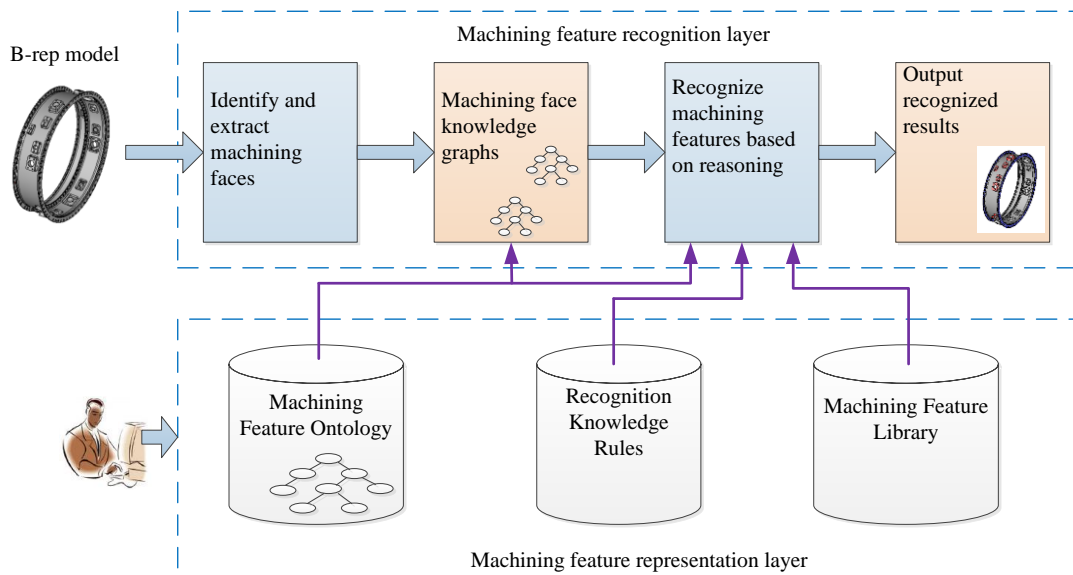 Machining feature recognition layer
B-rep model
Identify and
extract
machining
faces
Machining face
knowledge
graphs
Recognize
machining
features based
on reasoning
Output
recognized
results
Machining
Feature Ontology
Recognition
Knowledge
Rules
Machining Feature
Library
Machining feature representation layer